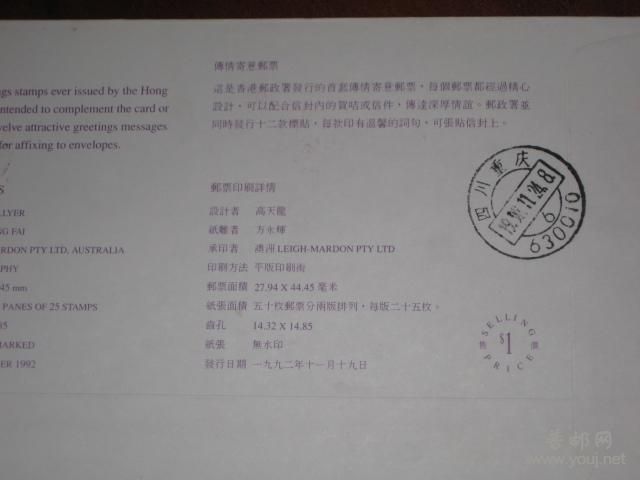 傳情寄意郵票
ngs stamps ever issued by the Hong
ntended to complement the card or
velve attractive greetings messages
for affixing to envelopes.
這是香港郵政署發行的首套傳情寄意郵票，每個郵票都經過精心
設計，可以配合信封內的賀咭或信件，傳達深厚情誼。郵政署並
同時發行十二款標貼，每款印有溫馨的詞句，可張貼信封上。
四川重庆
6
630010
S
LLYER
NG FAI
ARDON PTY LTD, AUSTRALIA
PHY
45 mm
PANES OF 25 STAMPS
85
MARKED
ER 1992
郵票印刷詳情
設計者 高天龍
紙雕者 方永輝
承印者 澳洲 LEIGH-MARDON PTY LTD
印刷方法 平版印刷術
郵票面積 27.94 X 44.45 毫米
紙張面積 五十枚郵票分兩版排列，每版二十五枚。
齒孔 14.32 X 14.85
紙張 無水印
發行日期 一九九二年十一月十九日
SELLING
售 $1 價
PRICE
普邮网
www.youj.net